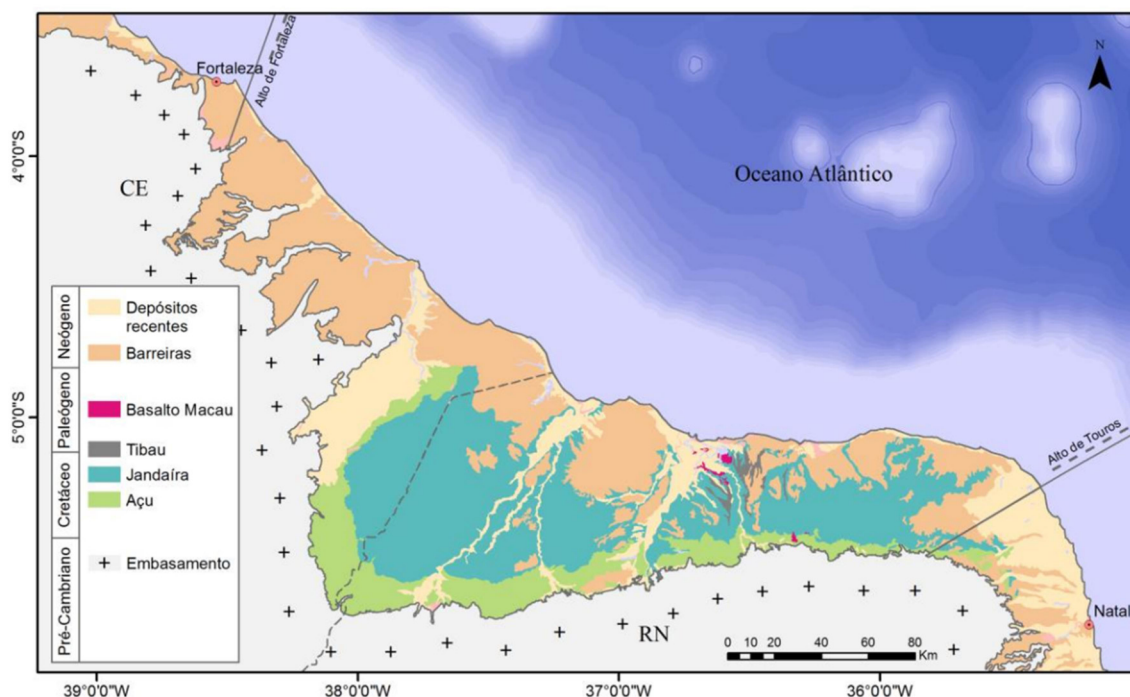 Fortaleza
Alto de Fortaleza
N
4°0'0"W
CE
Oceano Atlântico
Neógeno
Depósitos
recentes
Barreiras
Paleógeno
Basalto Macau
5°0'0"W
Alto de Touros
Cretáceo
Tibau
Jandaíra
Açu
Pré-Cambriano
Embasamento
RN
Natal
0 10 20 40 60 80
Km
39°0'0"W 38°0'0"W 37°0'0"W 36°0'0"W